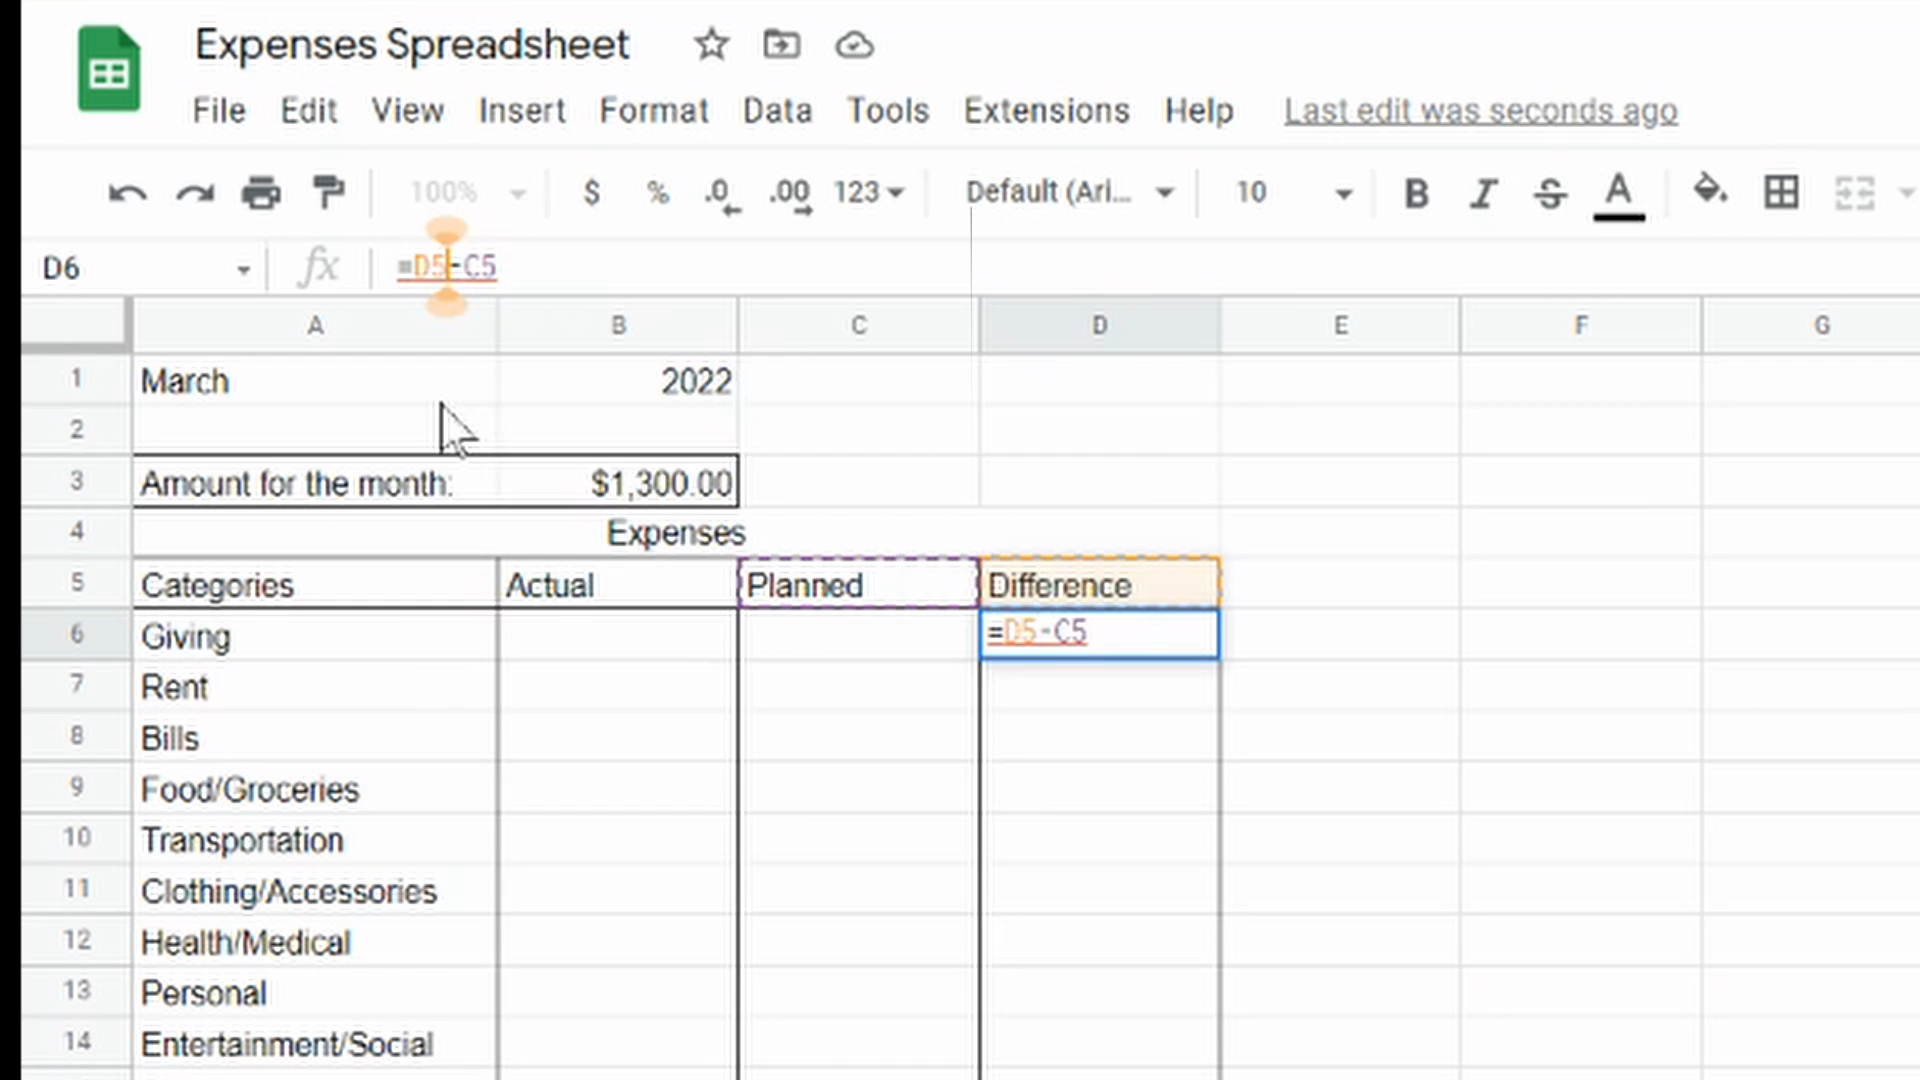 Expenses Spreadsheet
File Edit View Insert Format Data Tools Extensions Help Last edit was seconds ago
100% $ % .0 .00 123 Default (Ari... 10 B I S A
D6 fx =D5-C5
A B C D E F G
1 March 2022
2
3 Amount for the month: $1,300.00
4 Expenses
5 Categories Actual Planned Difference
6 Giving =D5-C5
7 Rent
8 Bills
9 Food/Groceries
10 Transportation
11 Clothing/Accessories
12 Health/Medical
13 Personal
14 Entertainment/Social